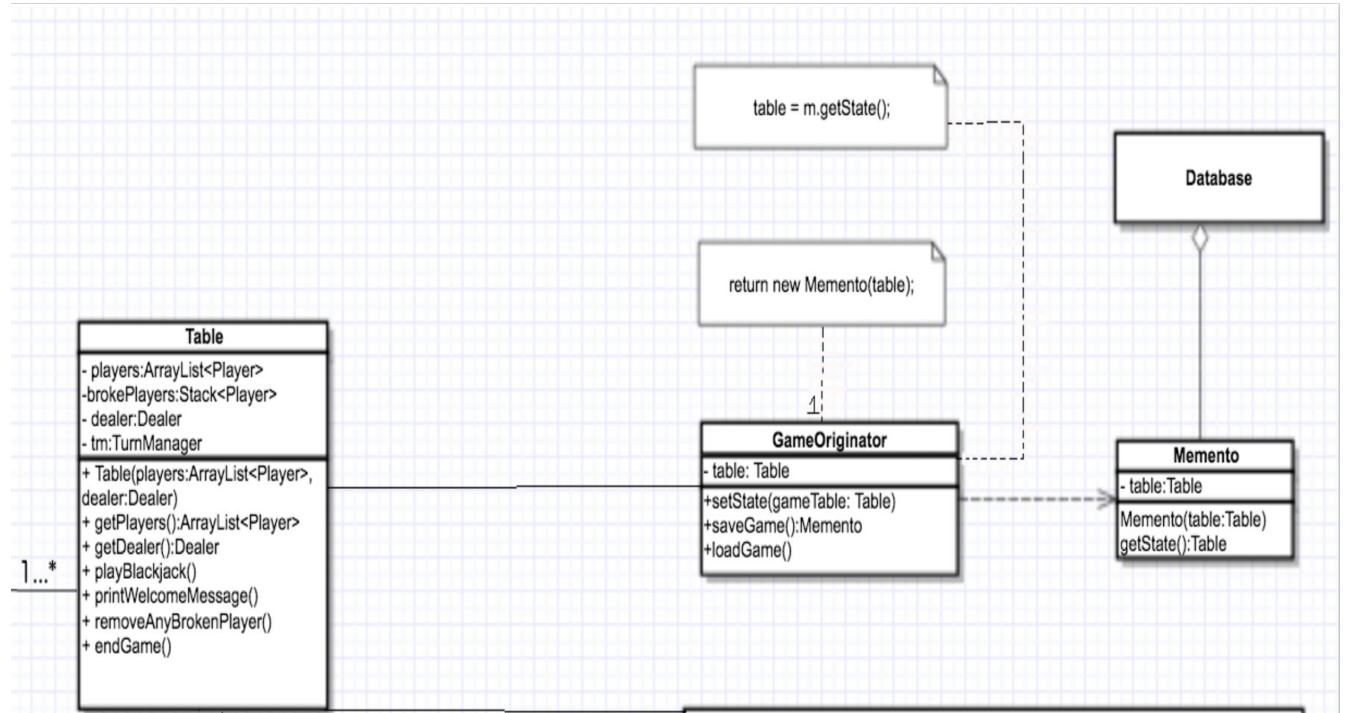 table = m.getState();
Database
return new Memento(table);
Table
- players:ArrayList<Player>
-brokePlayers:Stack<Player>
- dealer:Dealer
- tm:TurnManager
+ Table(players:ArrayList<Player>,
dealer:Dealer)
+ getPlayers():ArrayList<Player>
+ getDealer():Dealer
+ playBlackjack()
+ printWelcomeMessage()
+ removeAnyBrokenPlayer()
+ endGame()
1...*
1
GameOriginator
- table: Table
+setState(gameTable: Table)
+saveGame():Memento
+loadGame()
Memento
- table:Table
Memento(table:Table)
getState():Table